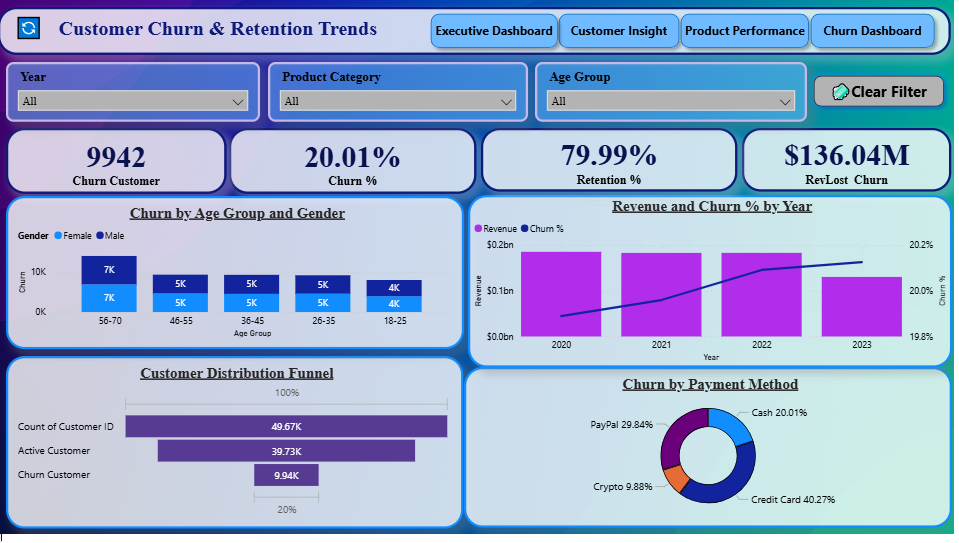 Customer Churn & Retention Trends
Executive Dashboard
Customer Insight
Product Performance
Churn Dashboard
Year
All
Product Category
All
Age Group
All
Clear Filter
9942
Churn Customer
20.01%
Churn %
79.99%
Retention %
$136.04M
RevLost Churn
Churn by Age Group and Gender
Gender Female Male
Churn
10K
0K
7K
5K
5K
5K
4K
7K
5K
5K
5K
4K
56-70
46-55
36-45
26-35
18-25
Age Group
Revenue and Churn % by Year
Revenue Churn %
Revenue
$0.2bn
$0.1bn
$0.0bn
20.2%
20.0%
19.8%
Churn %
2020
2021
2022
2023
Year
Customer Distribution Funnel
100%
Count of Customer ID
49.67K
Active Customer
39.73K
Churn Customer
9.94K
20%
Churn by Payment Method
Cash 20.01%
PayPal 29.84%
Crypto 9.88%
Credit Card 40.27%